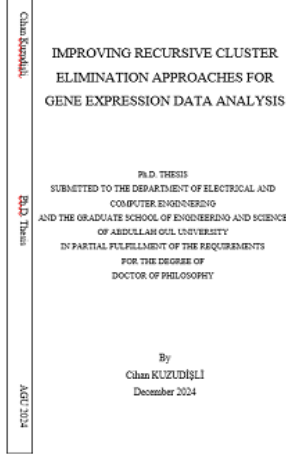 Cihan Kuzudişli
Ph.D. Thesis
AGU 2024
IMPROVING RECURSIVE CLUSTER
ELIMINATION APPROACHES FOR
GENE EXPRESSION DATA ANALYSIS
Ph.D. THESIS
SUBMITTED TO THE DEPARTMENT OF ELECTRICAL AND
COMPUTER ENGINNERING
AND THE GRADUATE SCHOOL OF ENGINEERING AND SCIENCE
OF ABDULLAH GUL UNIVERSITY
IN PARTIAL FULFILLMENT OF THE REQUIREMENTS
FOR THE DEGREE OF
DOCTOR OF PHILOSOPHY
By
Cihan KUZUDİŞLİ
December 2024